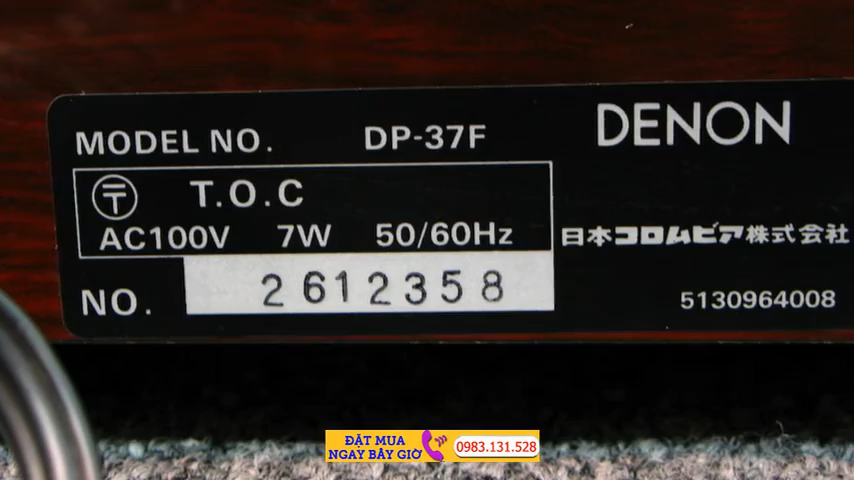 MODEL NO. DP-37F
DENON
〒 T.O.C
AC100V 7W 50/60Hz
日本コロムビア株式会社
NO. 2612358
5130964008
ĐẶT MUA
NGAY BÂY GIỜ
0983.131.528